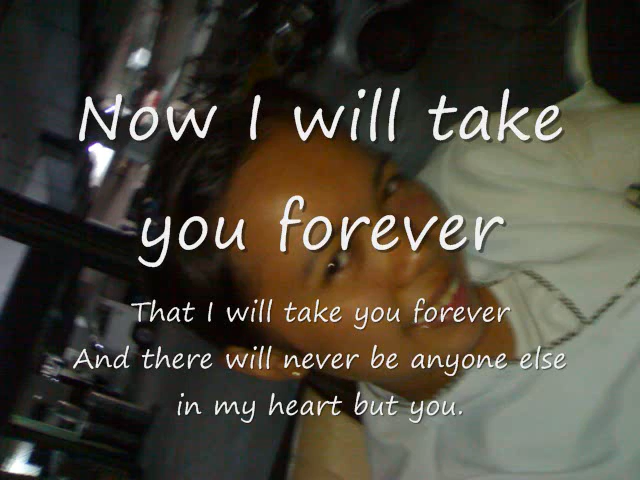 Now I will take
you forever
That I will take you forever
And there will never be anyone else
in my heart but you.